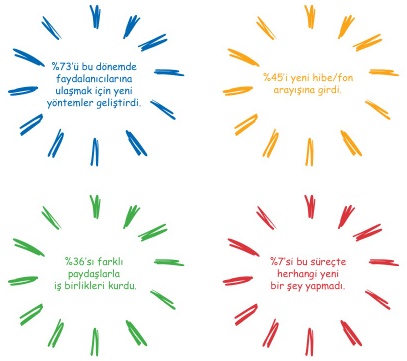 %73'ü bu dönemde
faydalanıcılarına
ulaşmak için yeni
yöntemler geliştirdi.
%45'i yeni hibe/fon
arayışına girdi.
%36'sı farklı
paydaşlarla
iş birlikleri kurdu.
%7'si bu süreçte
herhangi yeni
bir şey yapmadı.